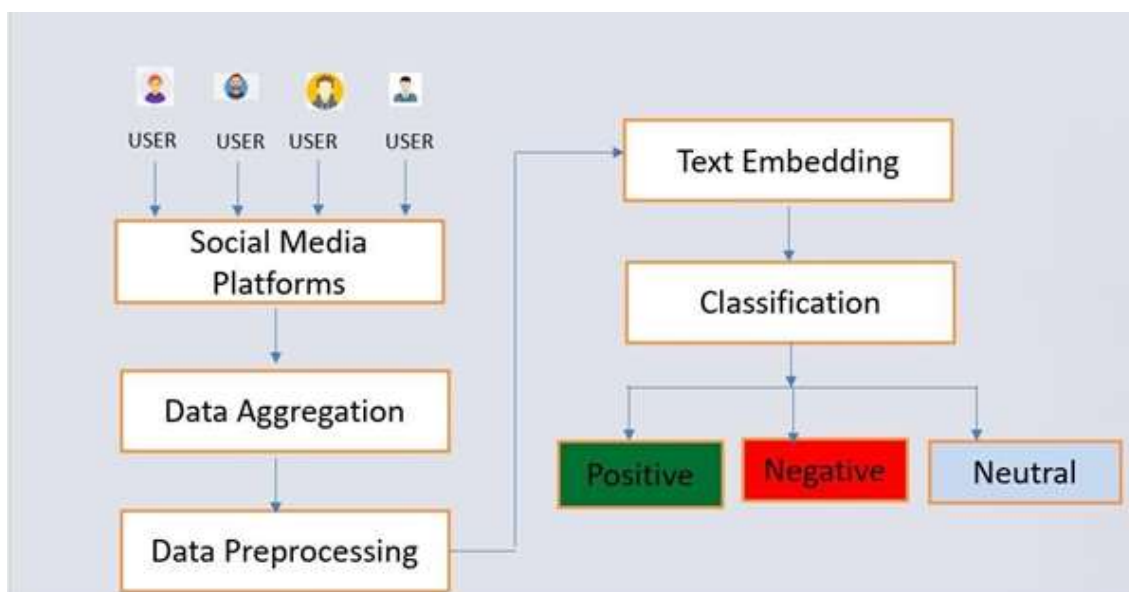 USER USER USER USER
Social Media
Platforms
Data Aggregation
Data Preprocessing
Text Embedding
Classification
Positive Negative Neutral